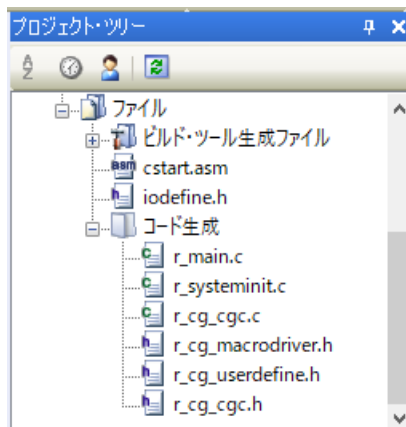 プロジェクト・ツリー
ファイル
ビルド・ツール生成ファイル
cstart.asm
iodefine.h
コード生成
r_main.c
r_systeminit.c
r_cg_cgc.c
r_cg_macrodriver.h
r_cg_userdefine.h
r_cg_cgc.h